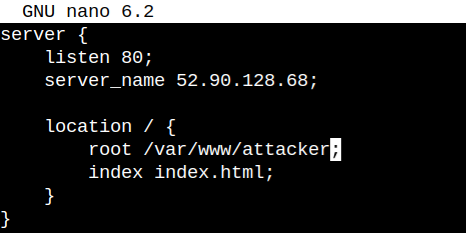 GNU nano 6.2
server {
    listen 80;
    server_name 52.90.128.68;

    location / {
        root /var/www/attacker;
        index index.html;
    }
}